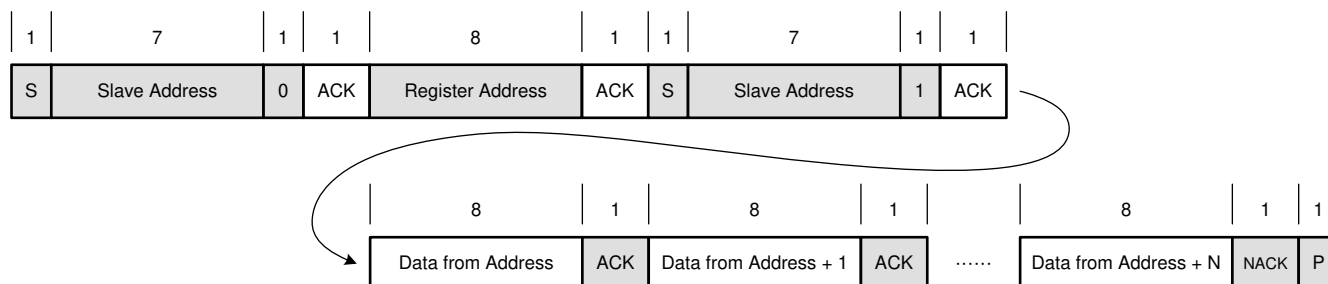 1 7 1 1 8 1 1 7 1 1
S Slave Address 0 ACK Register Address ACK S Slave Address 1 ACK
8 1 8 1 8 1 1
Data from Address ACK Data from Address + 1 ACK ...... Data from Address + N NACK P